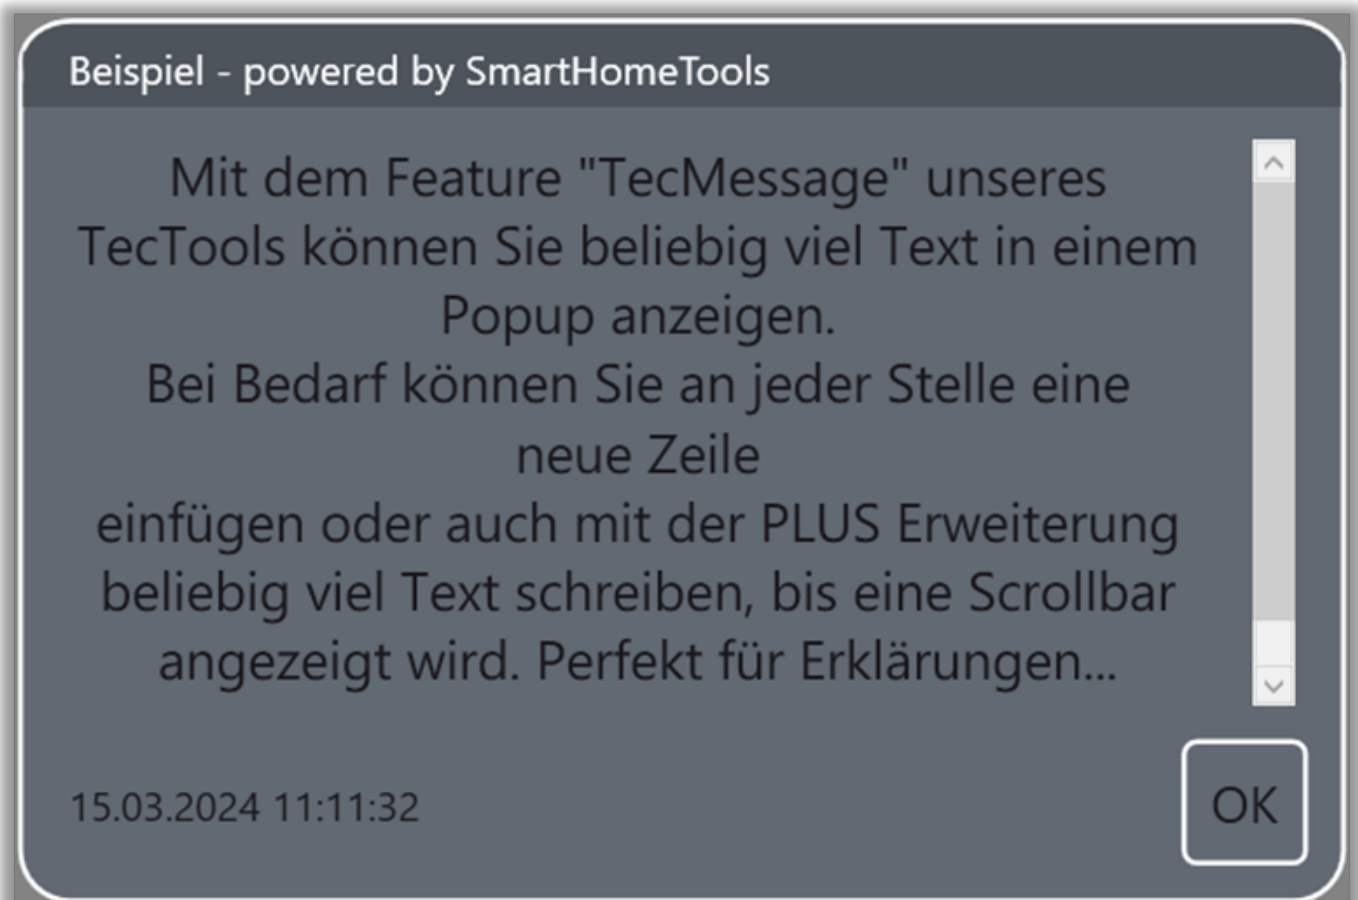 Beispiel - powered by SmartHomeTools
Mit dem Feature "TecMessage" unseres
TecTools können Sie beliebig viel Text in einem
Popup anzeigen.
Bei Bedarf können Sie an jeder Stelle eine
neue Zeile
einfügen oder auch mit der PLUS Erweiterung
beliebig viel Text schreiben, bis eine Scrollbar
angezeigt wird. Perfekt für Erklärungen...
15.03.2024 11:11:32
OK